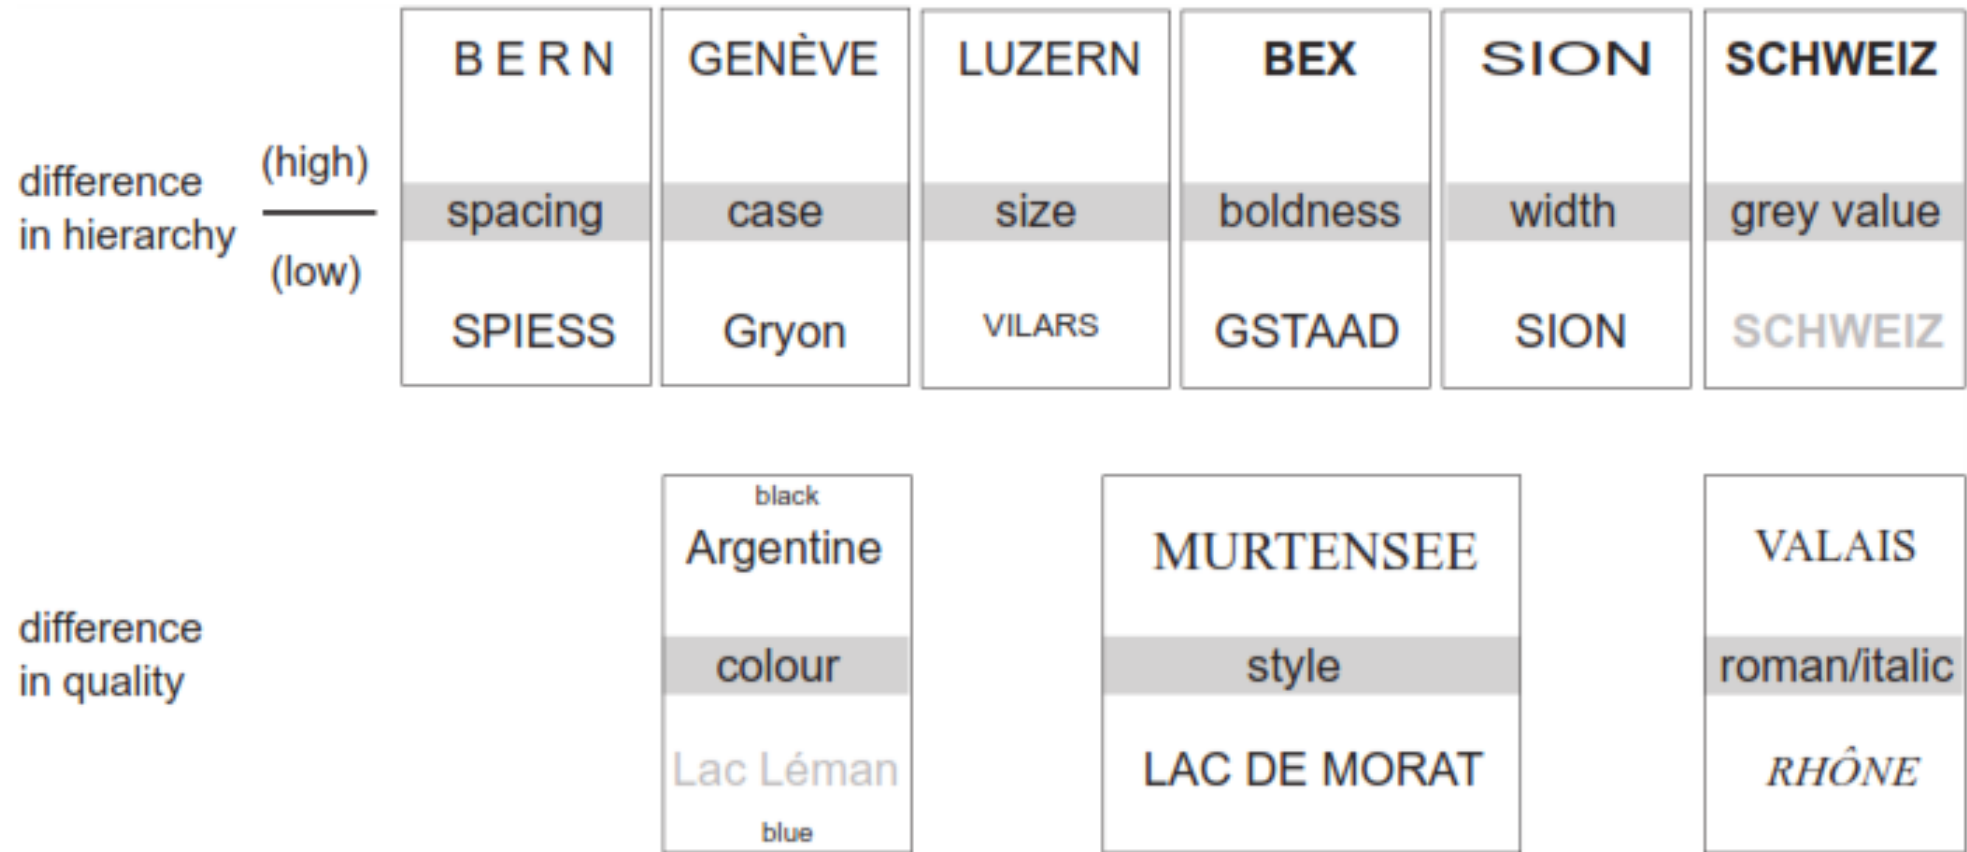 B E R N GENÈVE LUZERN BEX SION SCHWEIZ
difference in hierarchy (high) (low)
spacing case size boldness width grey value
SPIESS Gryon VILARS GSTAAD SION SCHWEIZ
difference in quality
black
Argentine MURTENSEE VALAIS
colour style roman/italic
Lac Léman LAC DE MORAT RHÔNE
blue